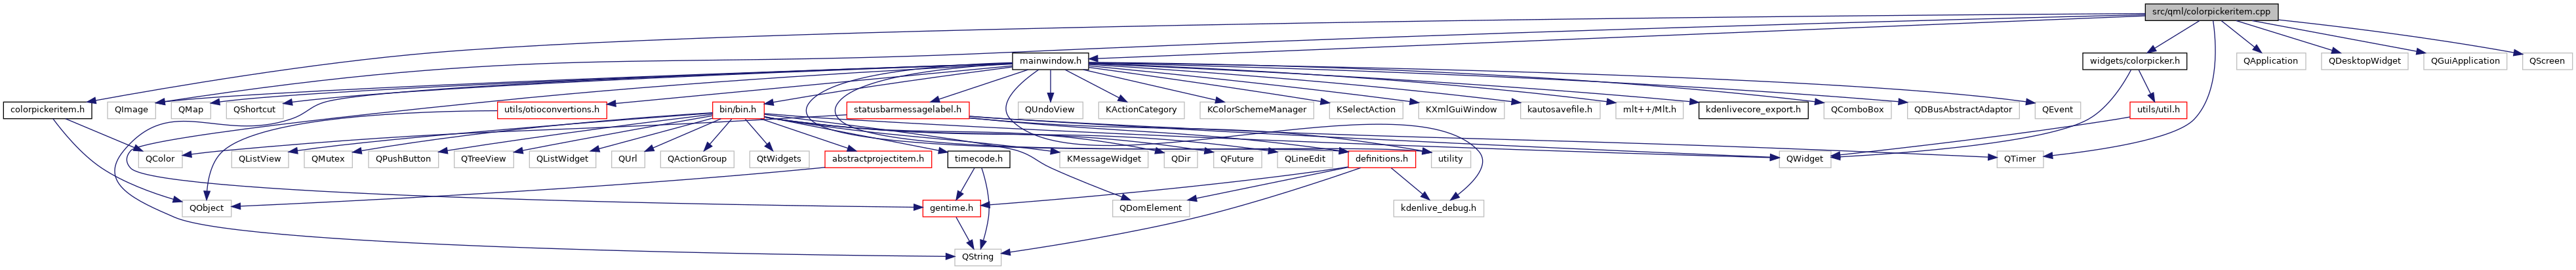 src/qml/colorpickeritem.cpp
mainwindow.h
widgets/colorpicker.h
QApplication
QDesktopWidget
QGuiApplication
QScreen
colorpickeritem.h
QImage
QMap
QShortcut
utils/otioconvertions.h
bin/bin.h
statusbarmessagelabel.h
QUndoView
KActionCategory
KColorSchemeManager
KSelectAction
KXmlGuiWindow
kautosavefile.h
mlt++/Mlt.h
kdenlivecore_export.h
QComboBox
QDBusAbstractAdaptor
QEvent
utils/util.h
QColor
QListView
QMutex
QPushButton
QTreeView
QListWidget
QUrl
QActionGroup
QtWidgets
abstractprojectitem.h
timecode.h
KMessageWidget
QDir
QFuture
QLineEdit
definitions.h
utility
QWidget
QTimer
QObject
gentime.h
QDomElement
kdenlive_debug.h
QString